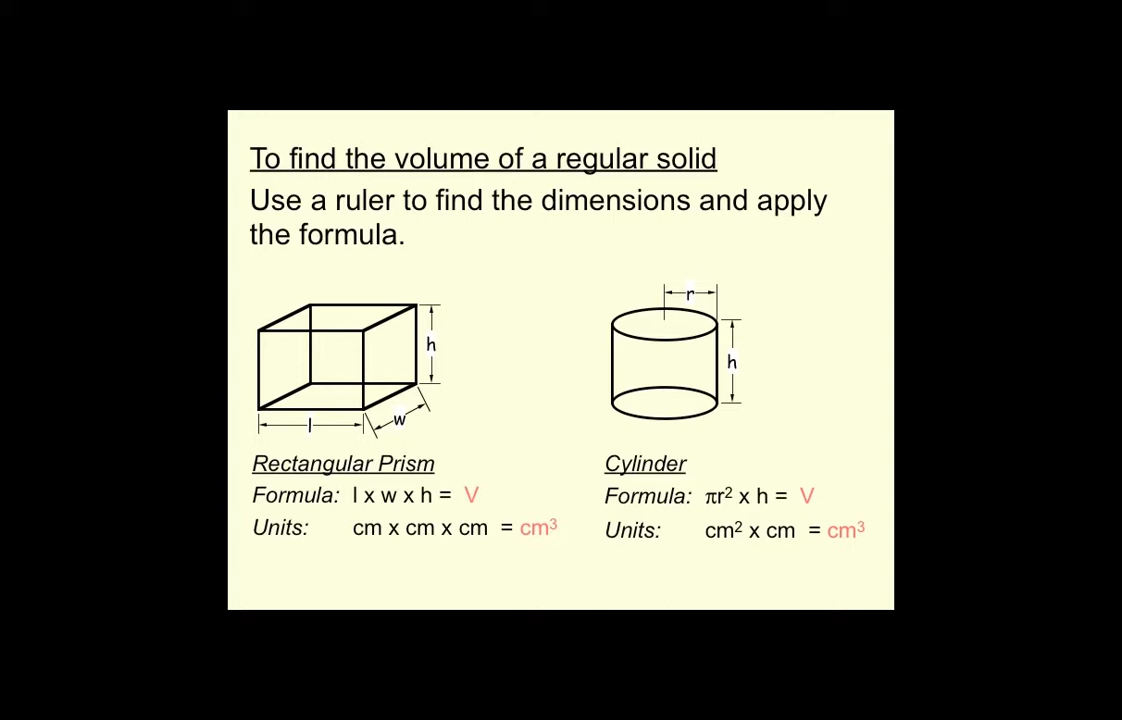 To find the volume of a regular solid
Use a ruler to find the dimensions and apply
the formula.
r
h
h
l
w
Rectangular Prism
Formula: l x w x h = V
Units: cm x cm x cm = cm³
Cylinder
Formula: πr² x h = V
Units: cm² x cm = cm³